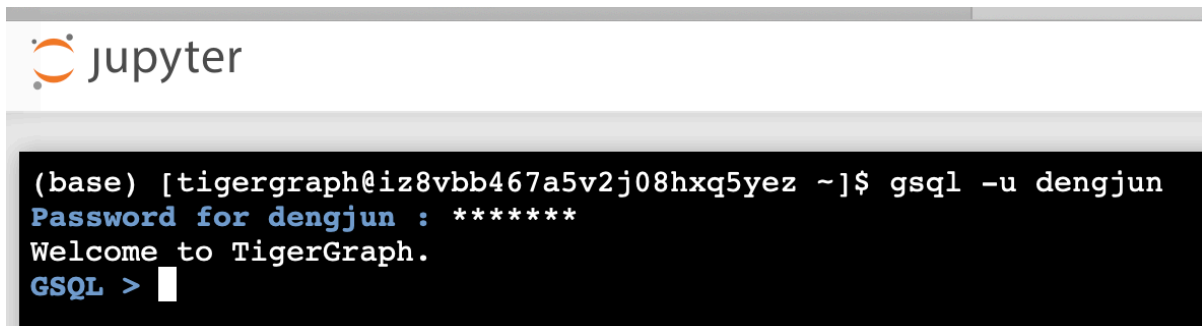 jupyter
(base) [tigergraph@iz8vbb467a5v2j08hxq5yez ~]$ gsql -u dengjun
Password for dengjun : *******
Welcome to TigerGraph.
GSQL >